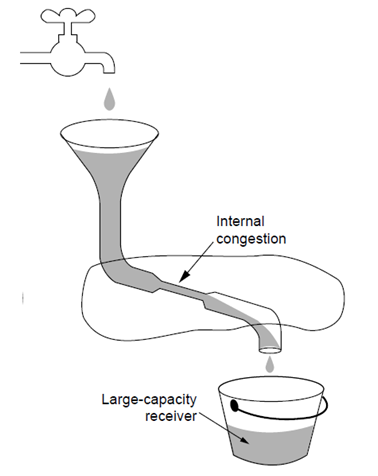 Internal
congestion
Large-capacity
receiver